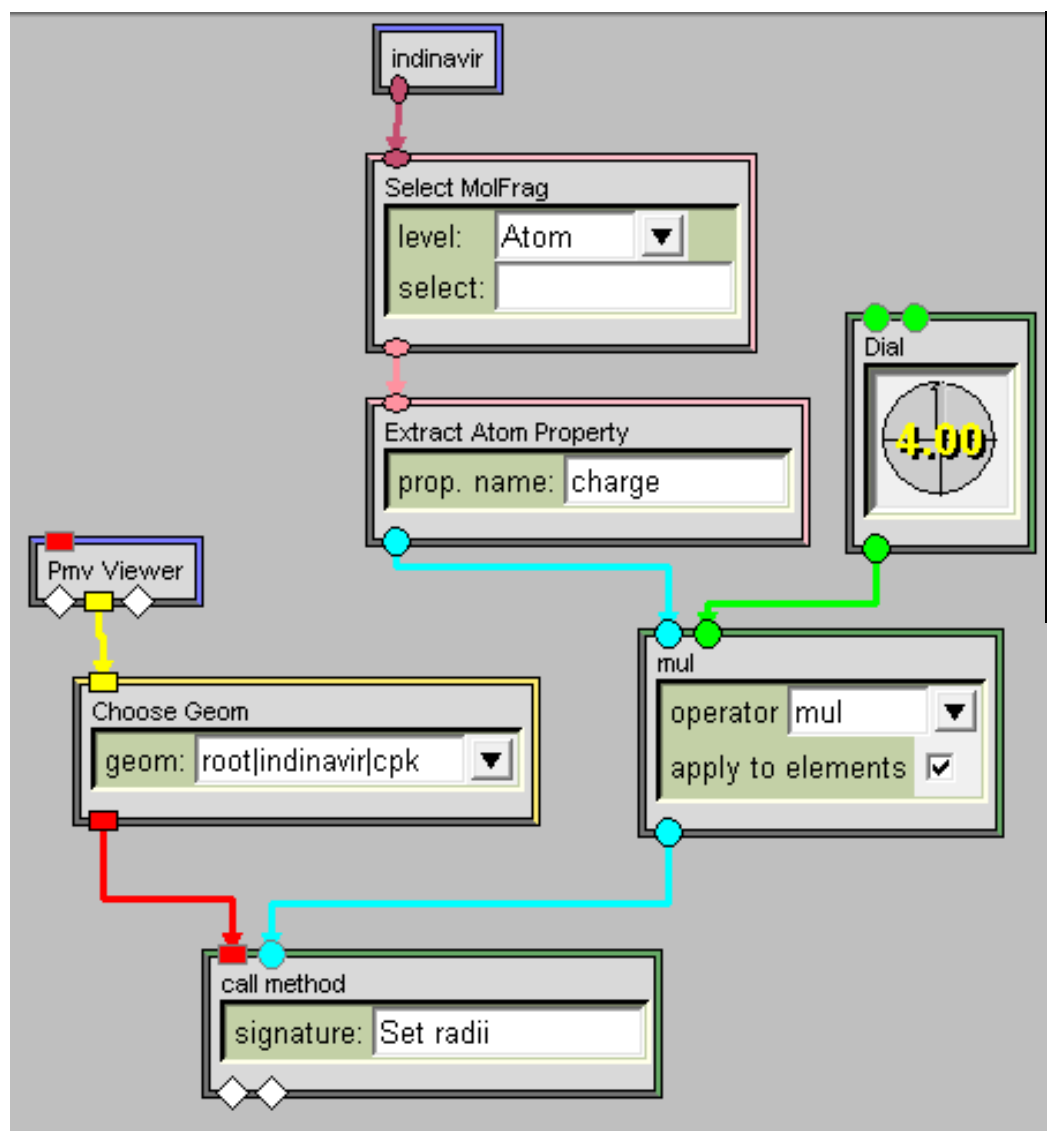 indinavir
Select MolFrag
level: Atom
select:
Dial
4.00
Extract Atom Property
prop. name: charge
Pmv Viewer
mul
operator mul
apply to elements
Choose Geom
geom: root|indinavir|cpk
call method
signature: Set radii